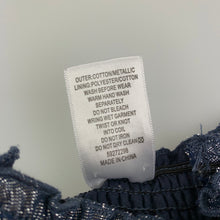 OUTER:COTTON/METALLIC
LINING;POLYESTER/COTTON
WASH BEFORE WEAR
WARM HAND WASH
SEPARATELY
DO NOT BLEACH
WRING WET GARMENT
TWIST OR KNOT
INTO COIL
DO NOT IRON
DO NOT DRY CLEAN
59272298
MADE IN CHINA